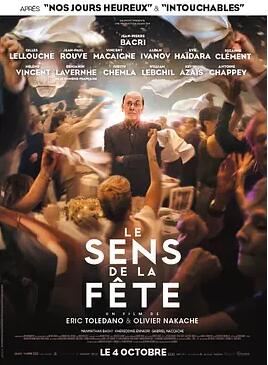 APRÈS "NOS JOURS HEUREUX" & "INTOUCHABLES"
JEAN-PIERRE
BACRI
GILLES LELLOUCHE
JEAN-PAUL ROUVE
VINCENT MACAIGNE
ALBAN IVANOV
EYE HAÏDARA
SUZANNE CLÉMENT
HÉLÈNE VINCENT
BENJAMIN LAVERNHE
JUDITH CHEMLA
WILLIAM LEBGHIL
KEVIN AZAÏS
ANTOINE CHAPPEY
LE
SENS
DE LA
FÊTE
UN FILM DE
ERIC TOLEDANO & OLIVIER NAKACHE
LE 4 OCTOBRE